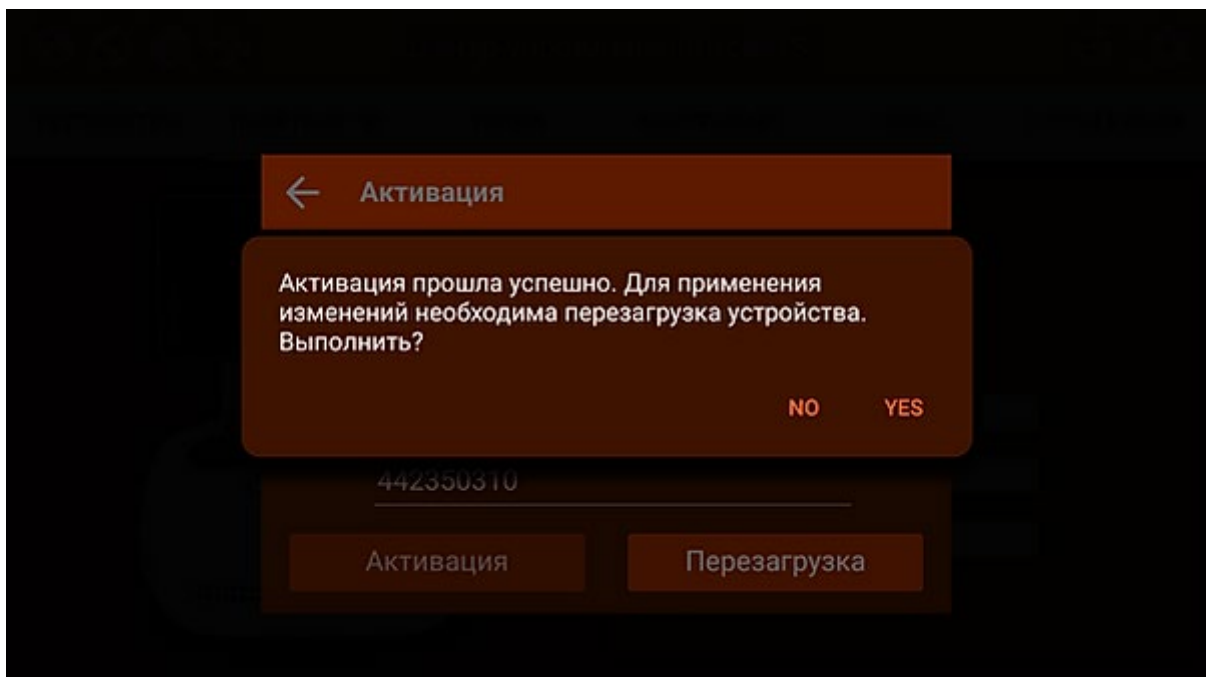 Активация
Активация прошла успешно. Для применения
изменений необходима перезагрузка устройства.
Выполнить?
NO YES
442350310
Активация Перезагрузка